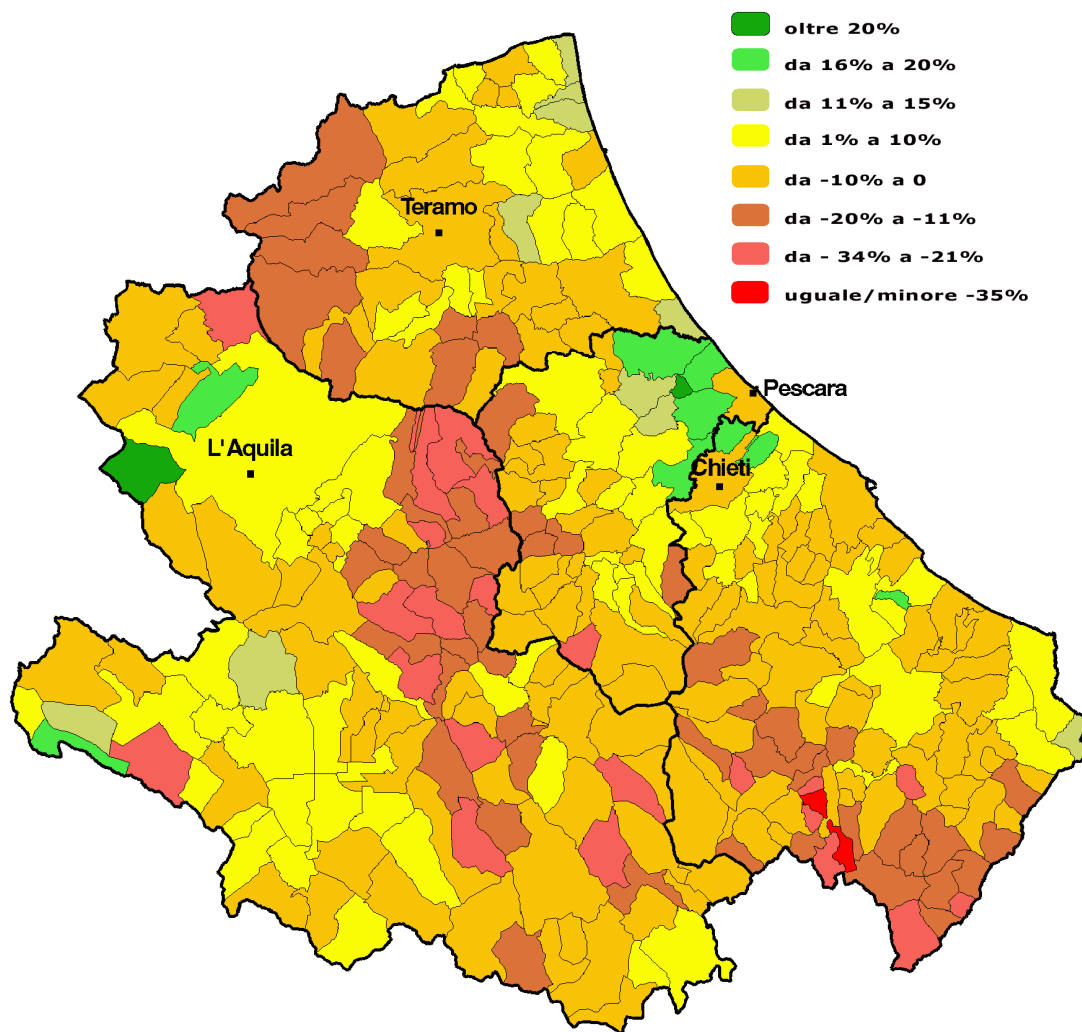 oltre 20%
da 16% a 20%
da 11% a 15%
da 1% a 10%
da -10% a 0
da -20% a -11%
da - 34% a -21%
uguale/minore -35%
Teramo
Pescara
L'Aquila
Chieti